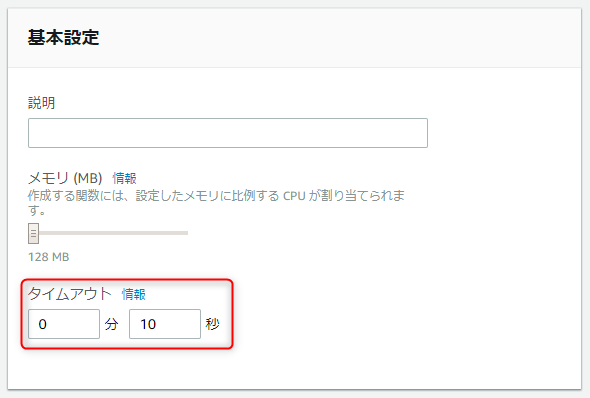 基本設定
説明
メモリ (MB) 情報
作成する関数には、設定したメモリに比例する CPU が割り当てられま
す。
128 MB
タイムアウト 情報
0 分 10 秒